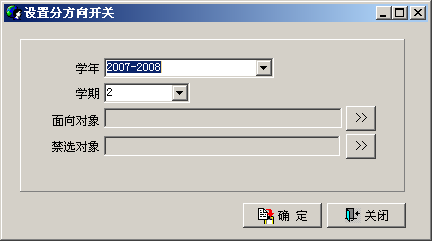 设置分方向开关
学年 2007-2008
学期 2
面向对象 >>
禁选对象 >>
确 定 关闭